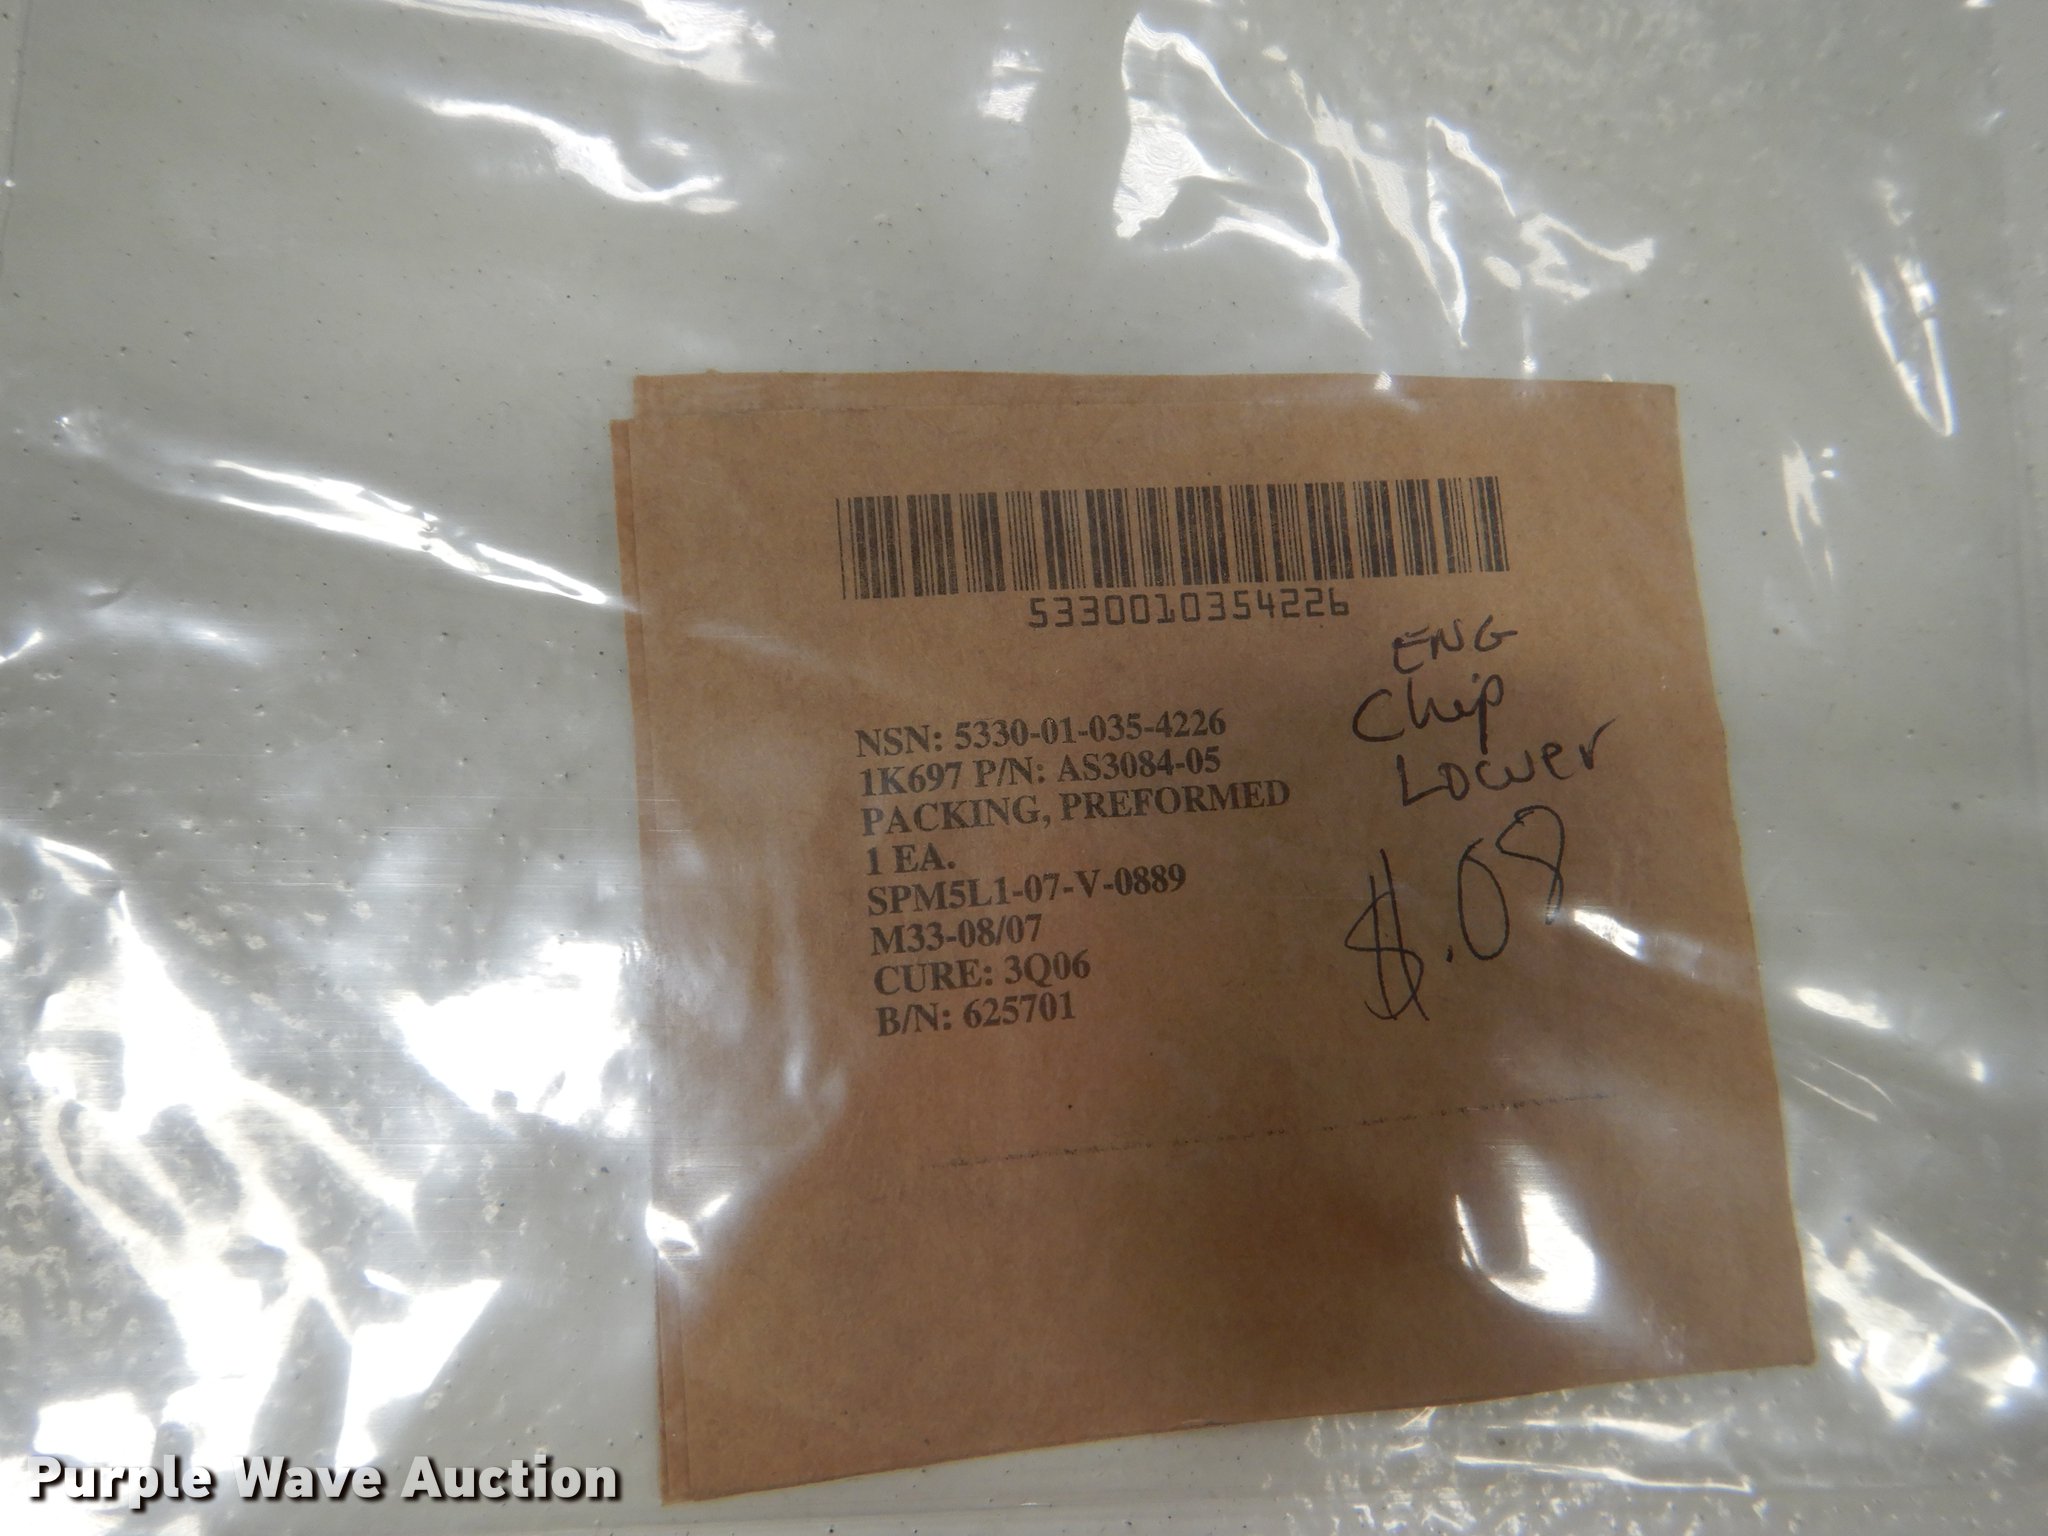 5330010354226
NSN: 5330-01-035-4226
1K697 P/N: AS3084-05
PACKING, PREFORMED
1 EA.
SPM5L1-07-V-0889
M33-08/07
CURE: 3Q06
B/N: 625701
ENG
Chip
Lower
$.08
Purple Wave Auction